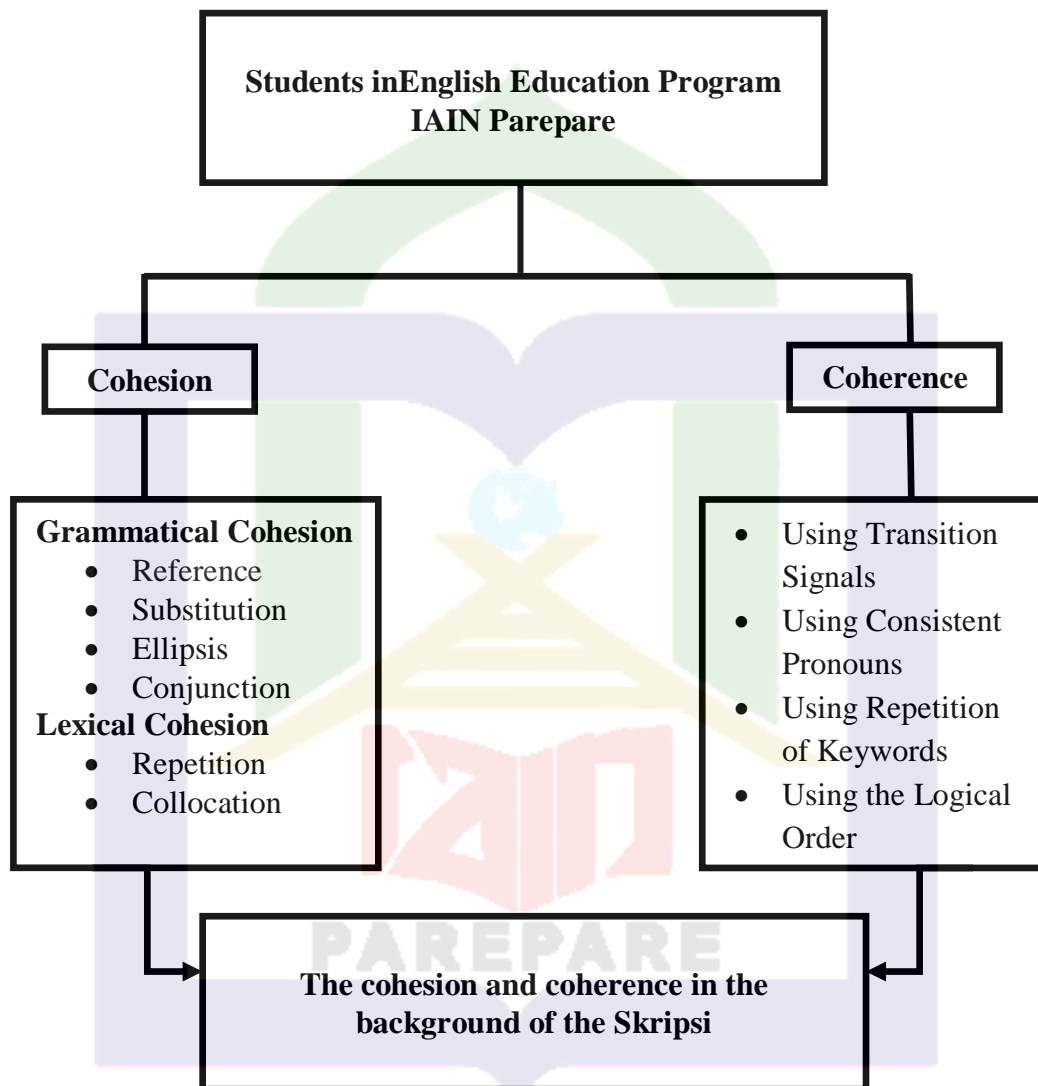 Students inEnglish Education Program
IAIN Parepare
Cohesion
Coherence
Grammatical Cohesion
• Reference
• Substitution
• Ellipsis
• Conjunction
Lexical Cohesion
• Repetition
• Collocation
• Using Transition
Signals
• Using Consistent
Pronouns
• Using Repetition
of Keywords
• Using the Logical
Order
iain
PAREPARE
The cohesion and coherence in the
background of the Skripsi